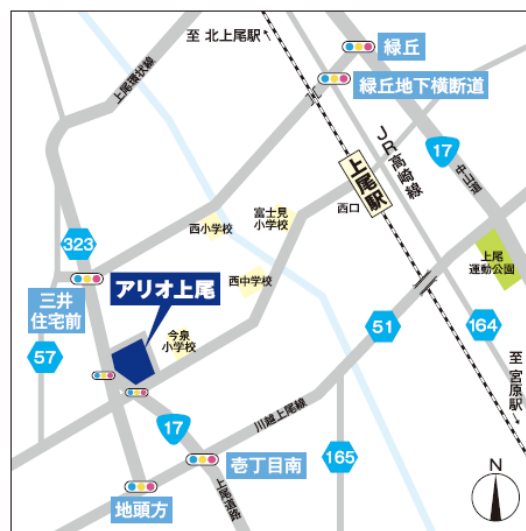 至 北上尾駅
緑丘
緑丘地下横断道
上尾環状線
JR高崎線
17
中山道
上尾駅
西口
富士見
小学校
西小学校
上尾
運動公園
323
三井
住宅前
アリオ上尾
西中学校
今泉
小学校
51
164
57
至 宮原駅
17
川越上尾線
165
壱丁目南
地頭方
上尾道路
N